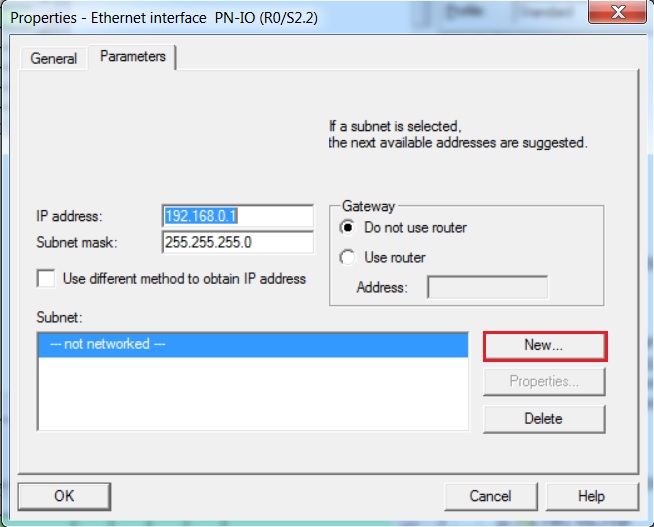 Properties - Ethernet interface PN-IO (R0/S2.2)
General
Parameters
If a subnet is selected,
the next available addresses are suggested.
IP address:
192.168.0.1
Subnet mask:
255.255.255.0
Use different method to obtain IP address
Gateway
Do not use router
Use router
Address:
Subnet:
--- not networked ---
New...
Properties...
Delete
OK
Cancel
Help